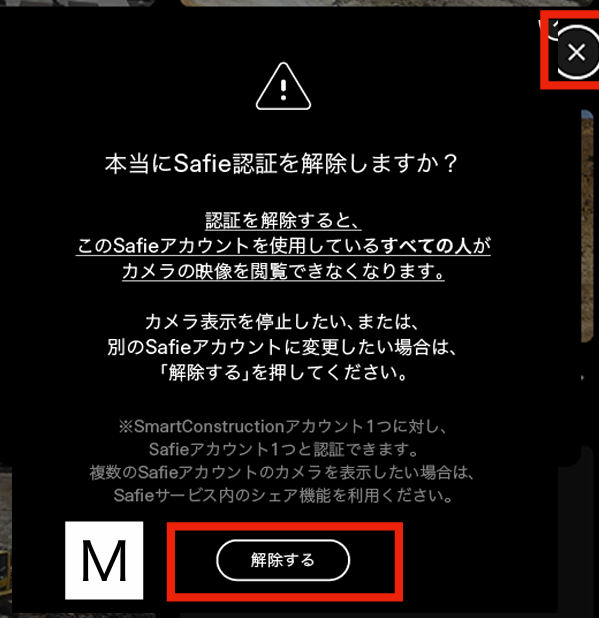 本当にSafie認証を解除しますか？
認証を解除すると、
このSafieアカウントを使用しているすべての人が
カメラの映像を閲覧できなくなります。
カメラ表示を停止したい、または、
別のSafieアカウントに変更したい場合は、
「解除する」を押してください。
※SmartConstructionアカウント1つに対し、
Safieアカウント1つと認証できます。
複数のSafieアカウントのカメラを表示したい場合は、
Safieサービス内のシェア機能を利用ください。
M
解除する